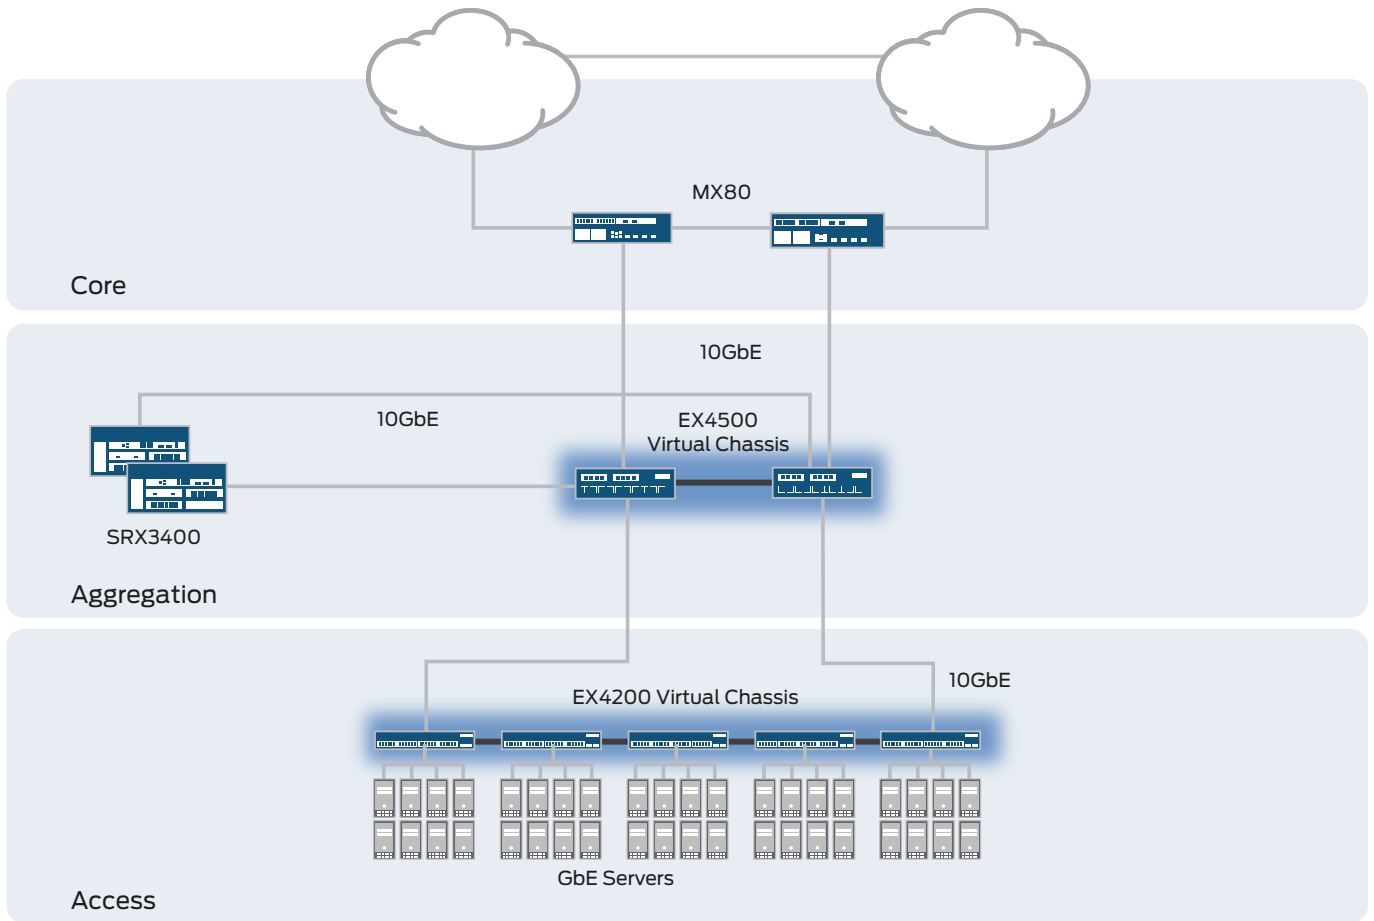 MX80
Core
10GbE
10GbE
EX4500
Virtual Chassis
SRX3400
Aggregation
10GbE
EX4200 Virtual Chassis
GbE Servers
Access